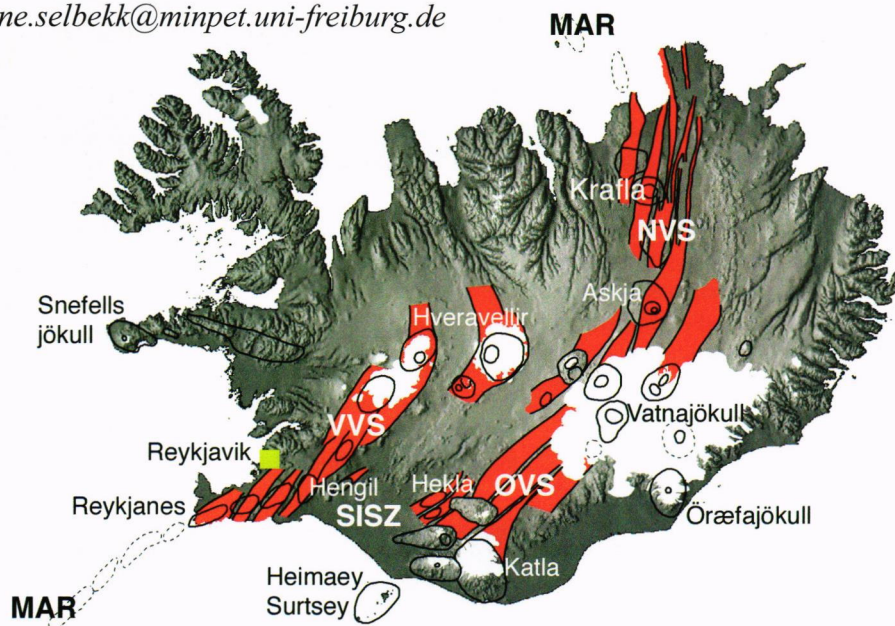 ne.selbekk@minpet.uni-freiburg.de
MAR
Krafla
NVS
Askja
Snefells
jökull
Hveravellir
VVS
Vatnajökull
Reykjavik
Hengil
Hekla
ØVS
Reykjanes
SISZ
Öræfajökull
Katla
Heimaey
Surtsey
MAR